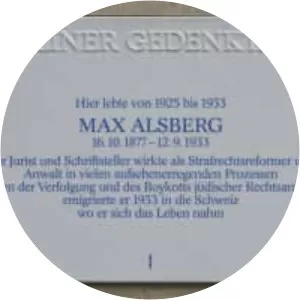 INER GEDENKT
Hier lebte von 1925 bis 1933
MAX ALSBERG
16.10.1877 – 12.9.1933
r Jurist und Schriftsteller wirkte als Strafrechtsreformer u
Anwalt in vielen aufsehenerregenden Prozessen
n der Verfolgung und des Boykotts jüdischer Rechtsan
emigrierte er 1933 in die Schweiz
wo er sich das Leben nahm